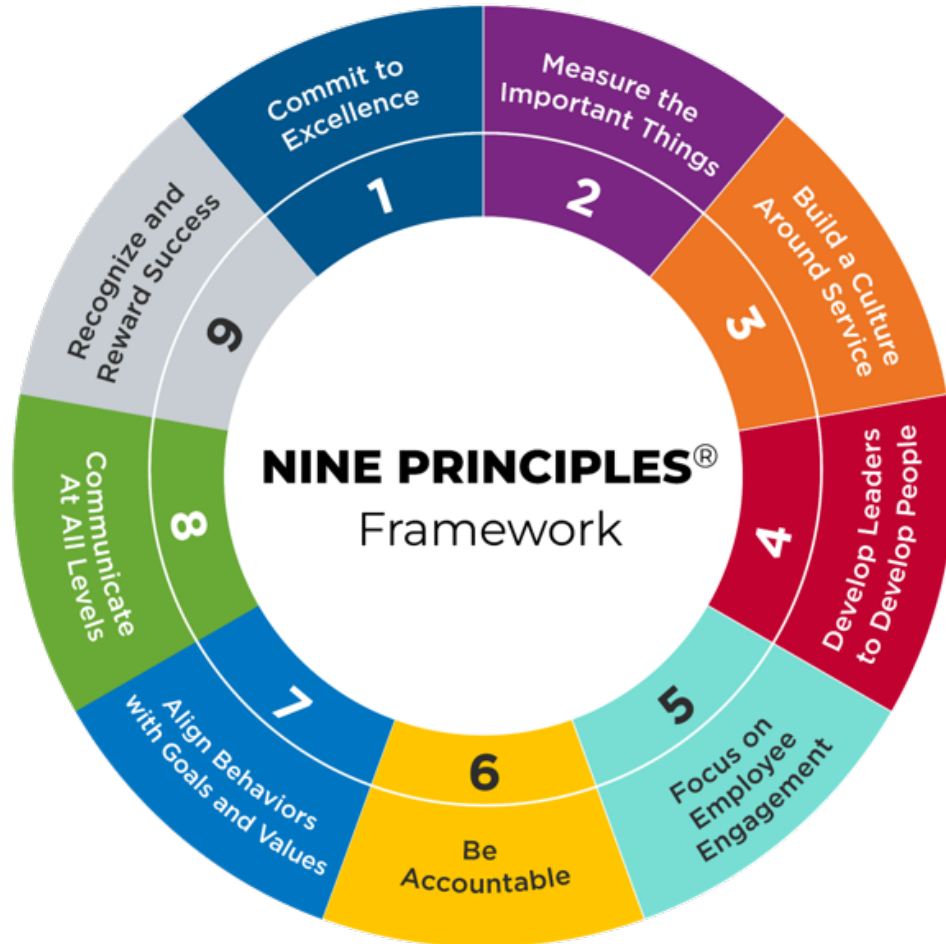 NINE PRINCIPLES®
Framework
Commit to
Excellence
1
Measure the
Important Things
2
Build a Culture
Around Service
3
Develop Leaders
to Develop People
4
Focus on
Employee
Engagement
5
6
Be
Accountable
7
Align Behaviors
with Goals and Values
8
Communicate
At All Levels
9
Recognize and
Reward Success